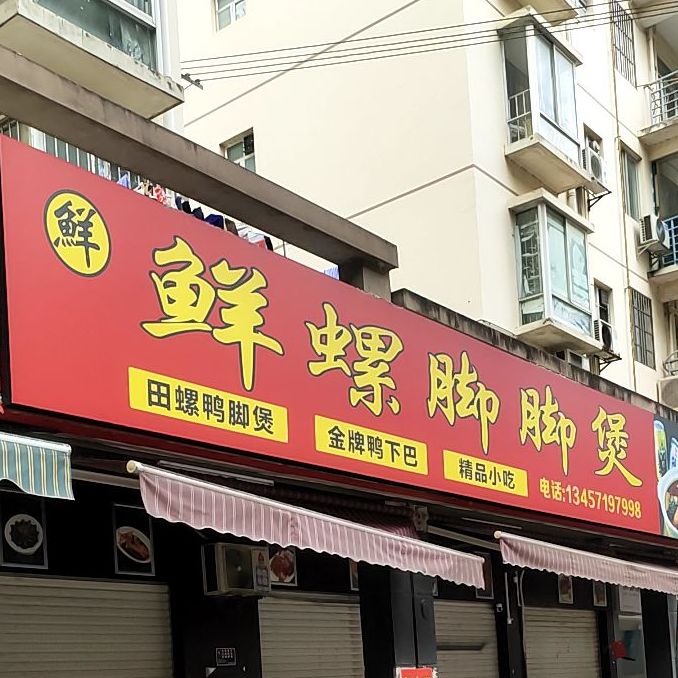 鲜
鲜螺脚脚煲
田螺鸭脚煲
金牌鸭下巴
精品小吃
电话:13457197998